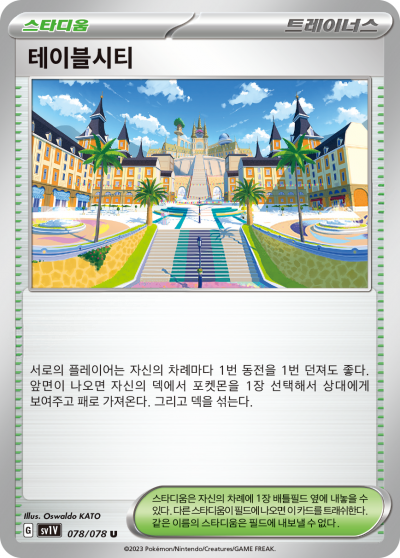 스타디움
트레이너스
테이블시티
서로의 플레이어는 자신의 차례마다 1번 동전을 1번 던져도 좋다.
앞면이 나오면 자신의 덱에서 포켓몬을 1장 선택해서 상대에게
보여주고 패로 가져온다. 그리고 덱을 섞는다.
스타디움은 자신의 차례에 1장 배틀필드 옆에 내놓을 수
있다. 다른 스타디움이 필드에 나오면 이 카드를 트래쉬한다.
같은 이름의 스타디움은 필드에 내보낼 수 없다.
Illus. Oswaldo KATO
G sv1V 078/078 U
©2023 Pokémon/Nintendo/Creatures/GAME FREAK.